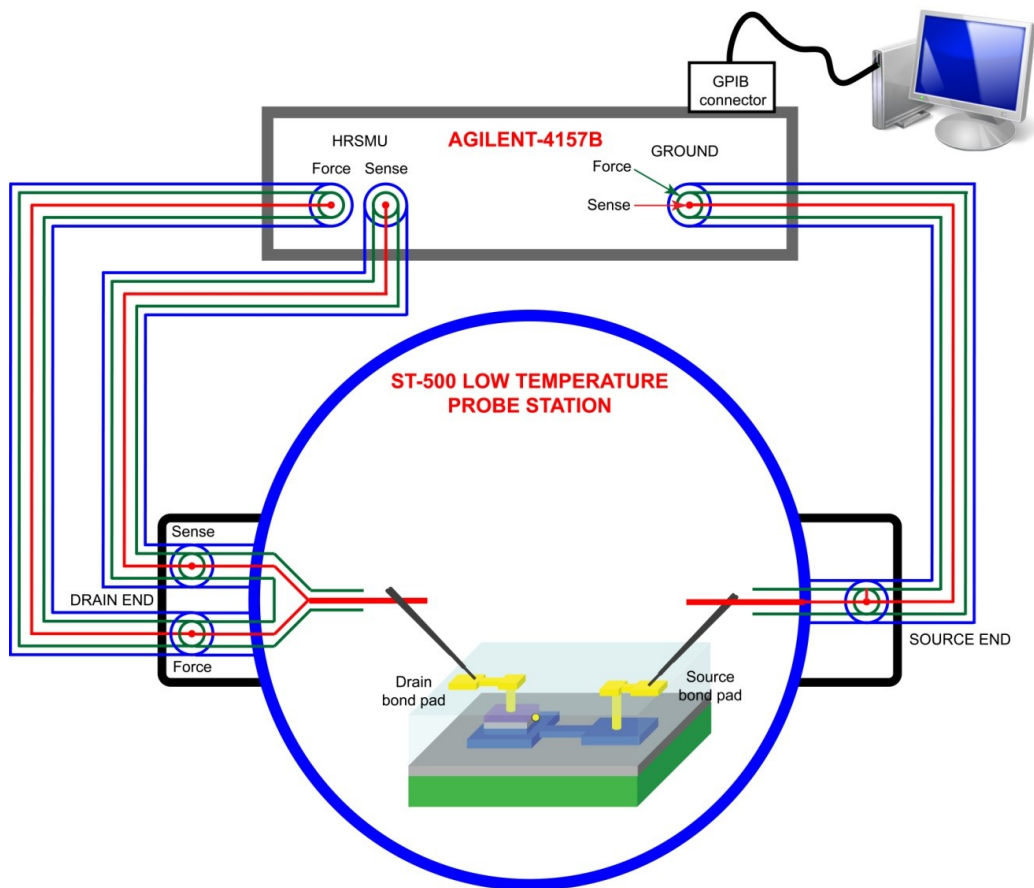 GPIB
connector
HRSMU
AGILENT-4157B
GROUND
Force
Sense
Force
Sense
ST-500 LOW TEMPERATURE
PROBE STATION
Sense
DRAIN END
Force
SOURCE END
Drain
bond pad
Source
bond pad